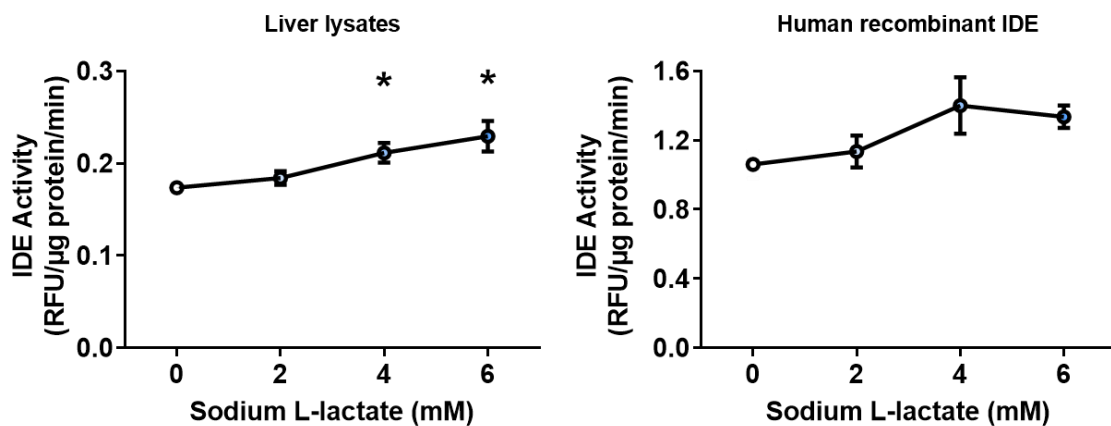 Liver lysates
IDE Activity
(RFU/µg protein/min)
0.3
0.2
0.1
0.0
* *
0 2 4 6
Sodium L-lactate (mM)
Human recombinant IDE
IDE Activity
(RFU/µg protein/min)
1.6
1.2
0.8
0.4
0.0
0 2 4 6
Sodium L-lactate (mM)